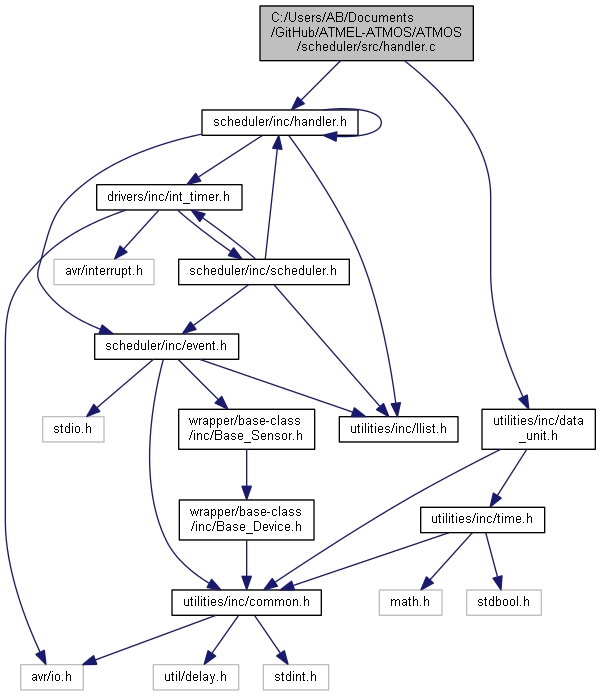 C:/Users/AB/Documents
/GitHub/ATMEL-ATMOS/ATMOS
/scheduler/src/handler.c
scheduler/inc/handler.h
drivers/inc/int_timer.h
avr/interrupt.h
scheduler/inc/scheduler.h
scheduler/inc/event.h
stdio.h
wrapper/base-class
/inc/Base_Sensor.h
utilities/inc/llist.h
utilities/inc/data
_unit.h
wrapper/base-class
/inc/Base_Device.h
utilities/inc/time.h
utilities/inc/common.h
math.h
stdbool.h
avr/io.h
util/delay.h
stdint.h